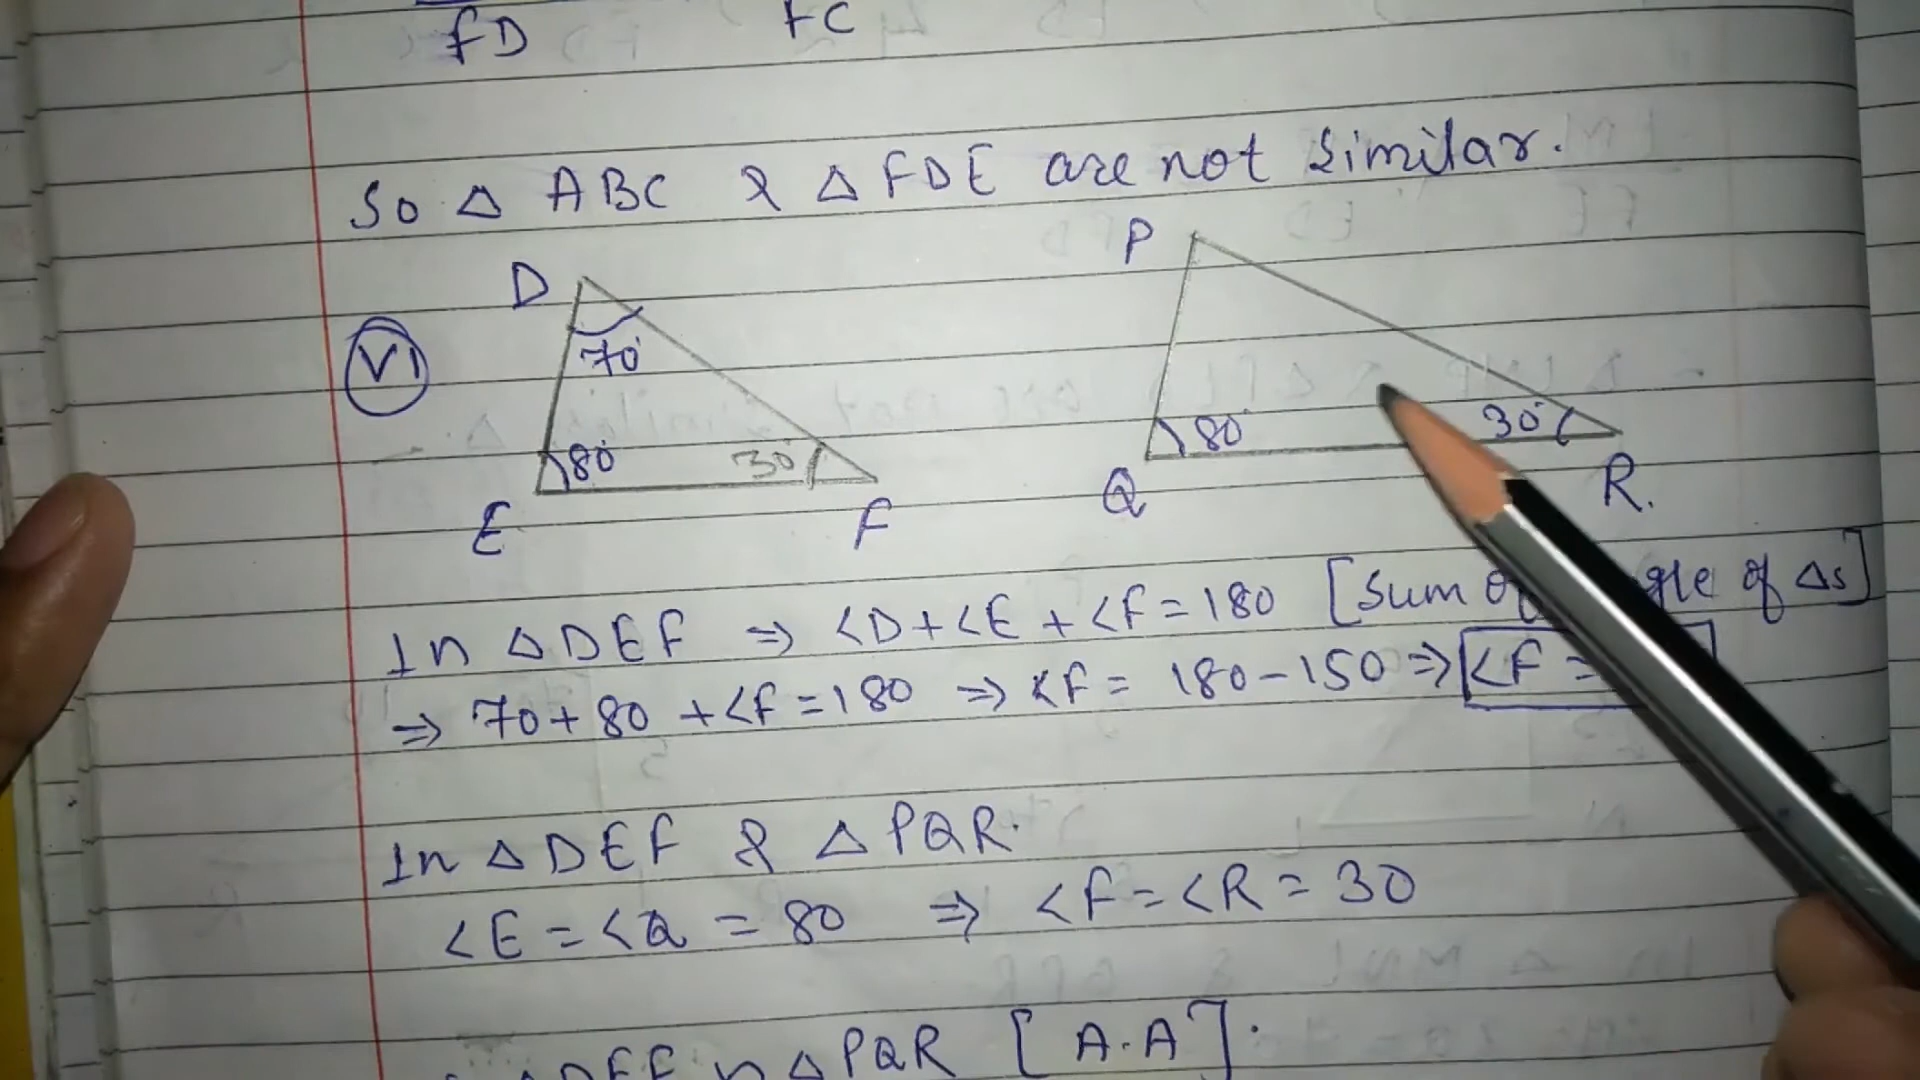 FD FC
So △ ABC & △ FDE are not similar.
D P
VI
70°
80° 30° 80° 30°
E F Q R.
In △DEF ⇒ <D+<E+<F=180 [Sum of gle of △s]
⇒ 70+80+<F=180 ⇒ <F= 180-150⇒ <F =
In △DEF & △PQR.
<E=<Q = 80 ⇒ <F=<R=30
△DEF ~ △PQR [A.A].